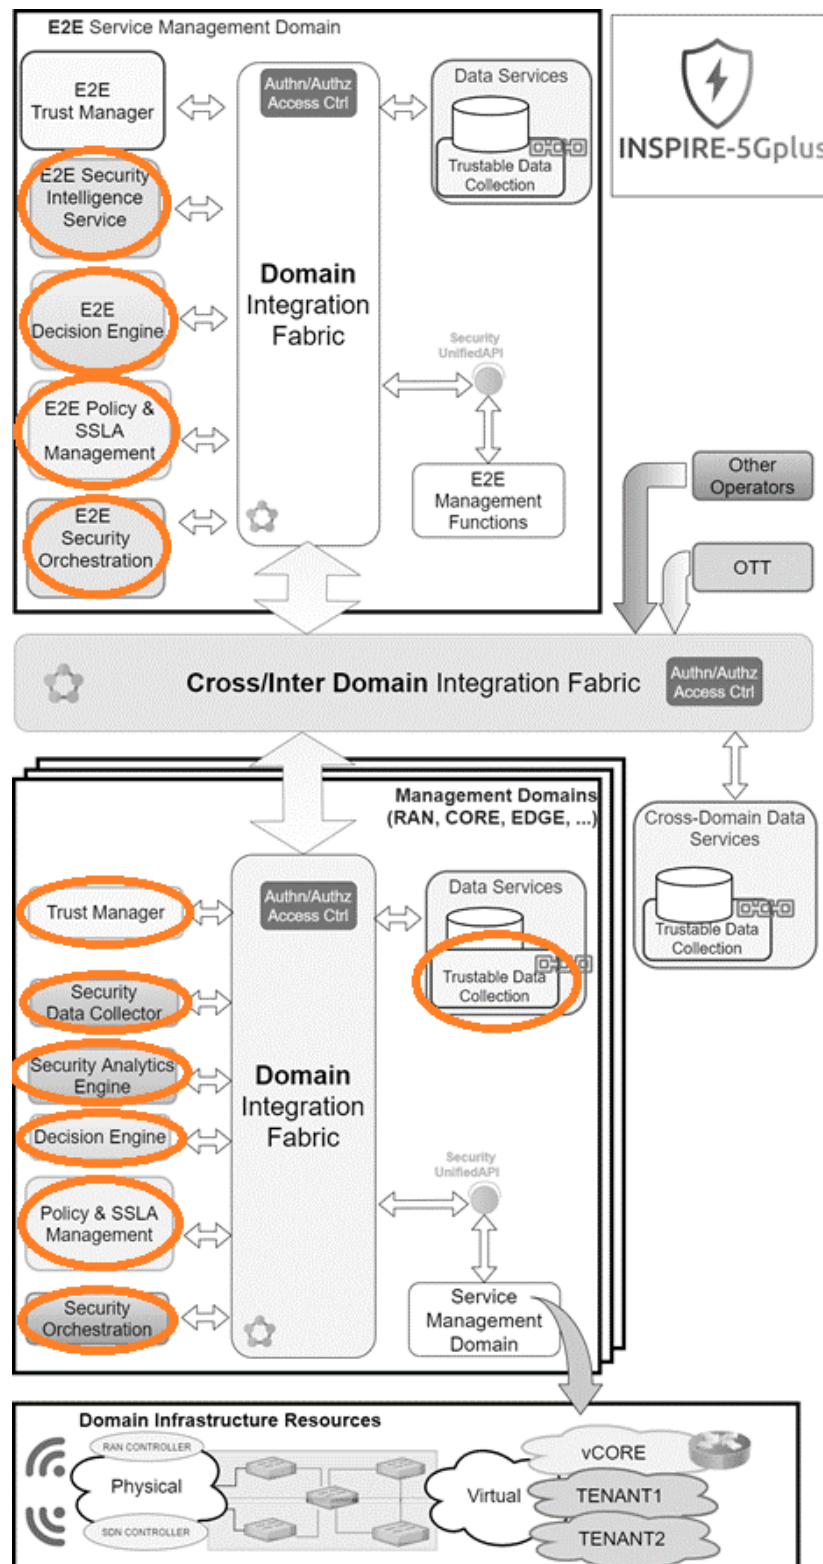 E2E Service Management Domain
E2E
Trust Manager
Authn/Authz
Access Ctrl
Data Services
Trustable Data
Collection
INSPIRE-5Gplus
E2E Security
Intelligence
Service
Domain
Integration
Fabric
E2E
Decision Engine
Security
UnifiedAPI
E2E Policy &
SSLA
Management
E2E
Management
Functions
E2E
Security
Orchestration
Other
Operators
OTT
Cross/Inter Domain Integration Fabric
Authn/Authz
Access Ctrl
Management Domains
(RAN, CORE, EDGE, ...)
Cross-Domain Data
Services
Trustable Data
Collection
Trust Manager
Authn/Authz
Access Ctrl
Data Services
Trustable Data
Collection
Security
Data Collector
Security Analytics
Engine
Domain
Integration
Fabric
Decision Engine
Security
UnifiedAPI
Policy & SSLA
Management
Security
Orchestration
Service
Management
Domain
Domain Infrastructure Resources
RAN CONTROLLER
Physical
SDN CONTROLLER
Virtual
vCORE
TENANT1
TENANT2